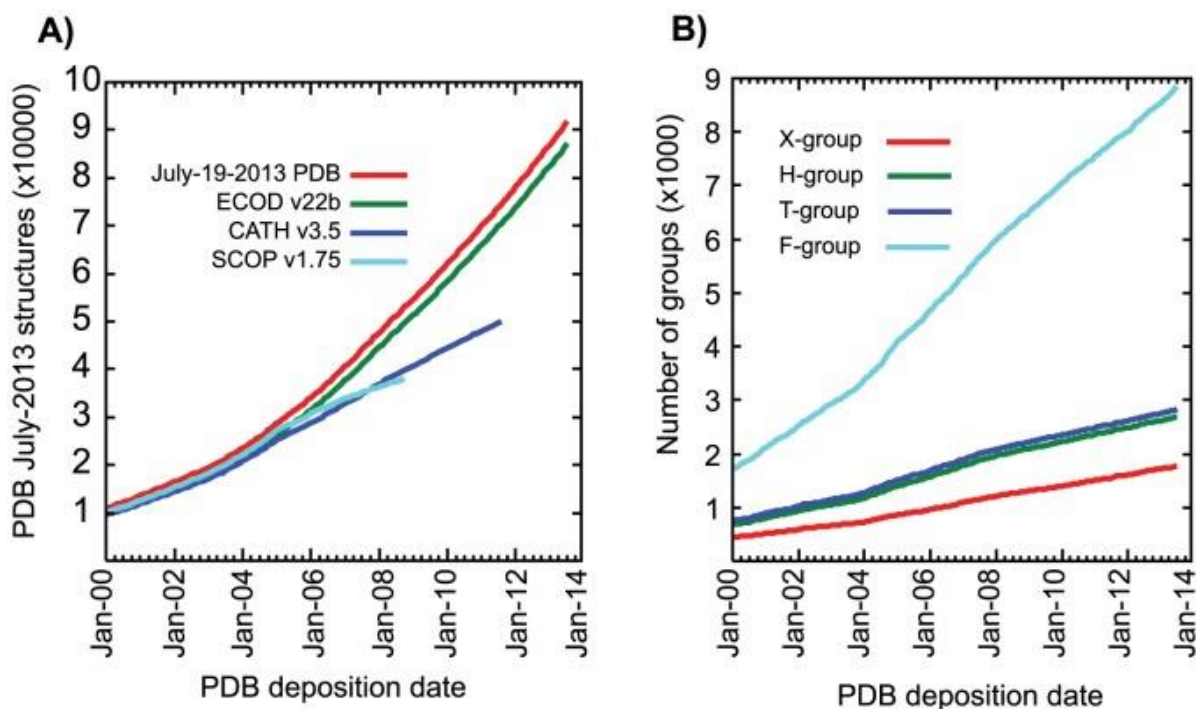 A)
PDB July-2013 structures (x10000)
10
9
8
7
6
5
4
3
2
1
July-19-2013 PDB
ECOD v22b
CATH v3.5
SCOP v1.75
Jan-00
Jan-02
Jan-04
Jan-06
Jan-08
Jan-10
Jan-12
Jan-14
PDB deposition date
B)
Number of groups (x1000)
9
8
7
6
5
4
3
2
1
X-group
H-group
T-group
F-group
Jan-00
Jan-02
Jan-04
Jan-06
Jan-08
Jan-10
Jan-12
Jan-14
PDB deposition date